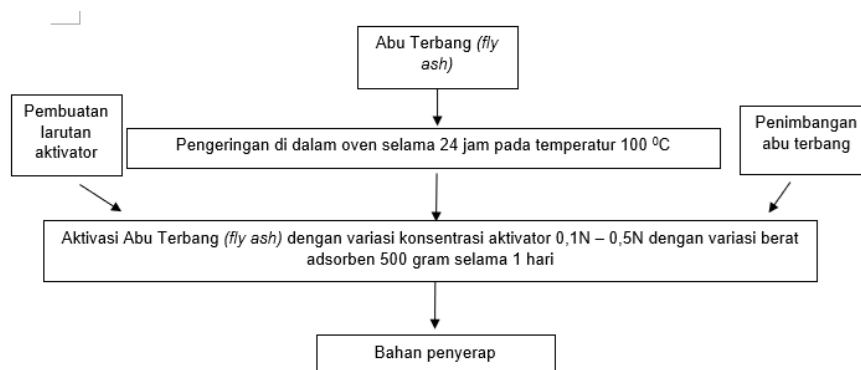 Abu Terbang (fly
ash)
Pembuatan
larutan
aktivator
Pengeringan di dalam oven selama 24 jam pada temperatur 100 ⁰C
Penimbangan
abu terbang
Aktivasi Abu Terbang (fly ash) dengan variasi konsentrasi aktivator 0,1N – 0,5N dengan variasi berat
adsorben 500 gram selama 1 hari
Bahan penyerap